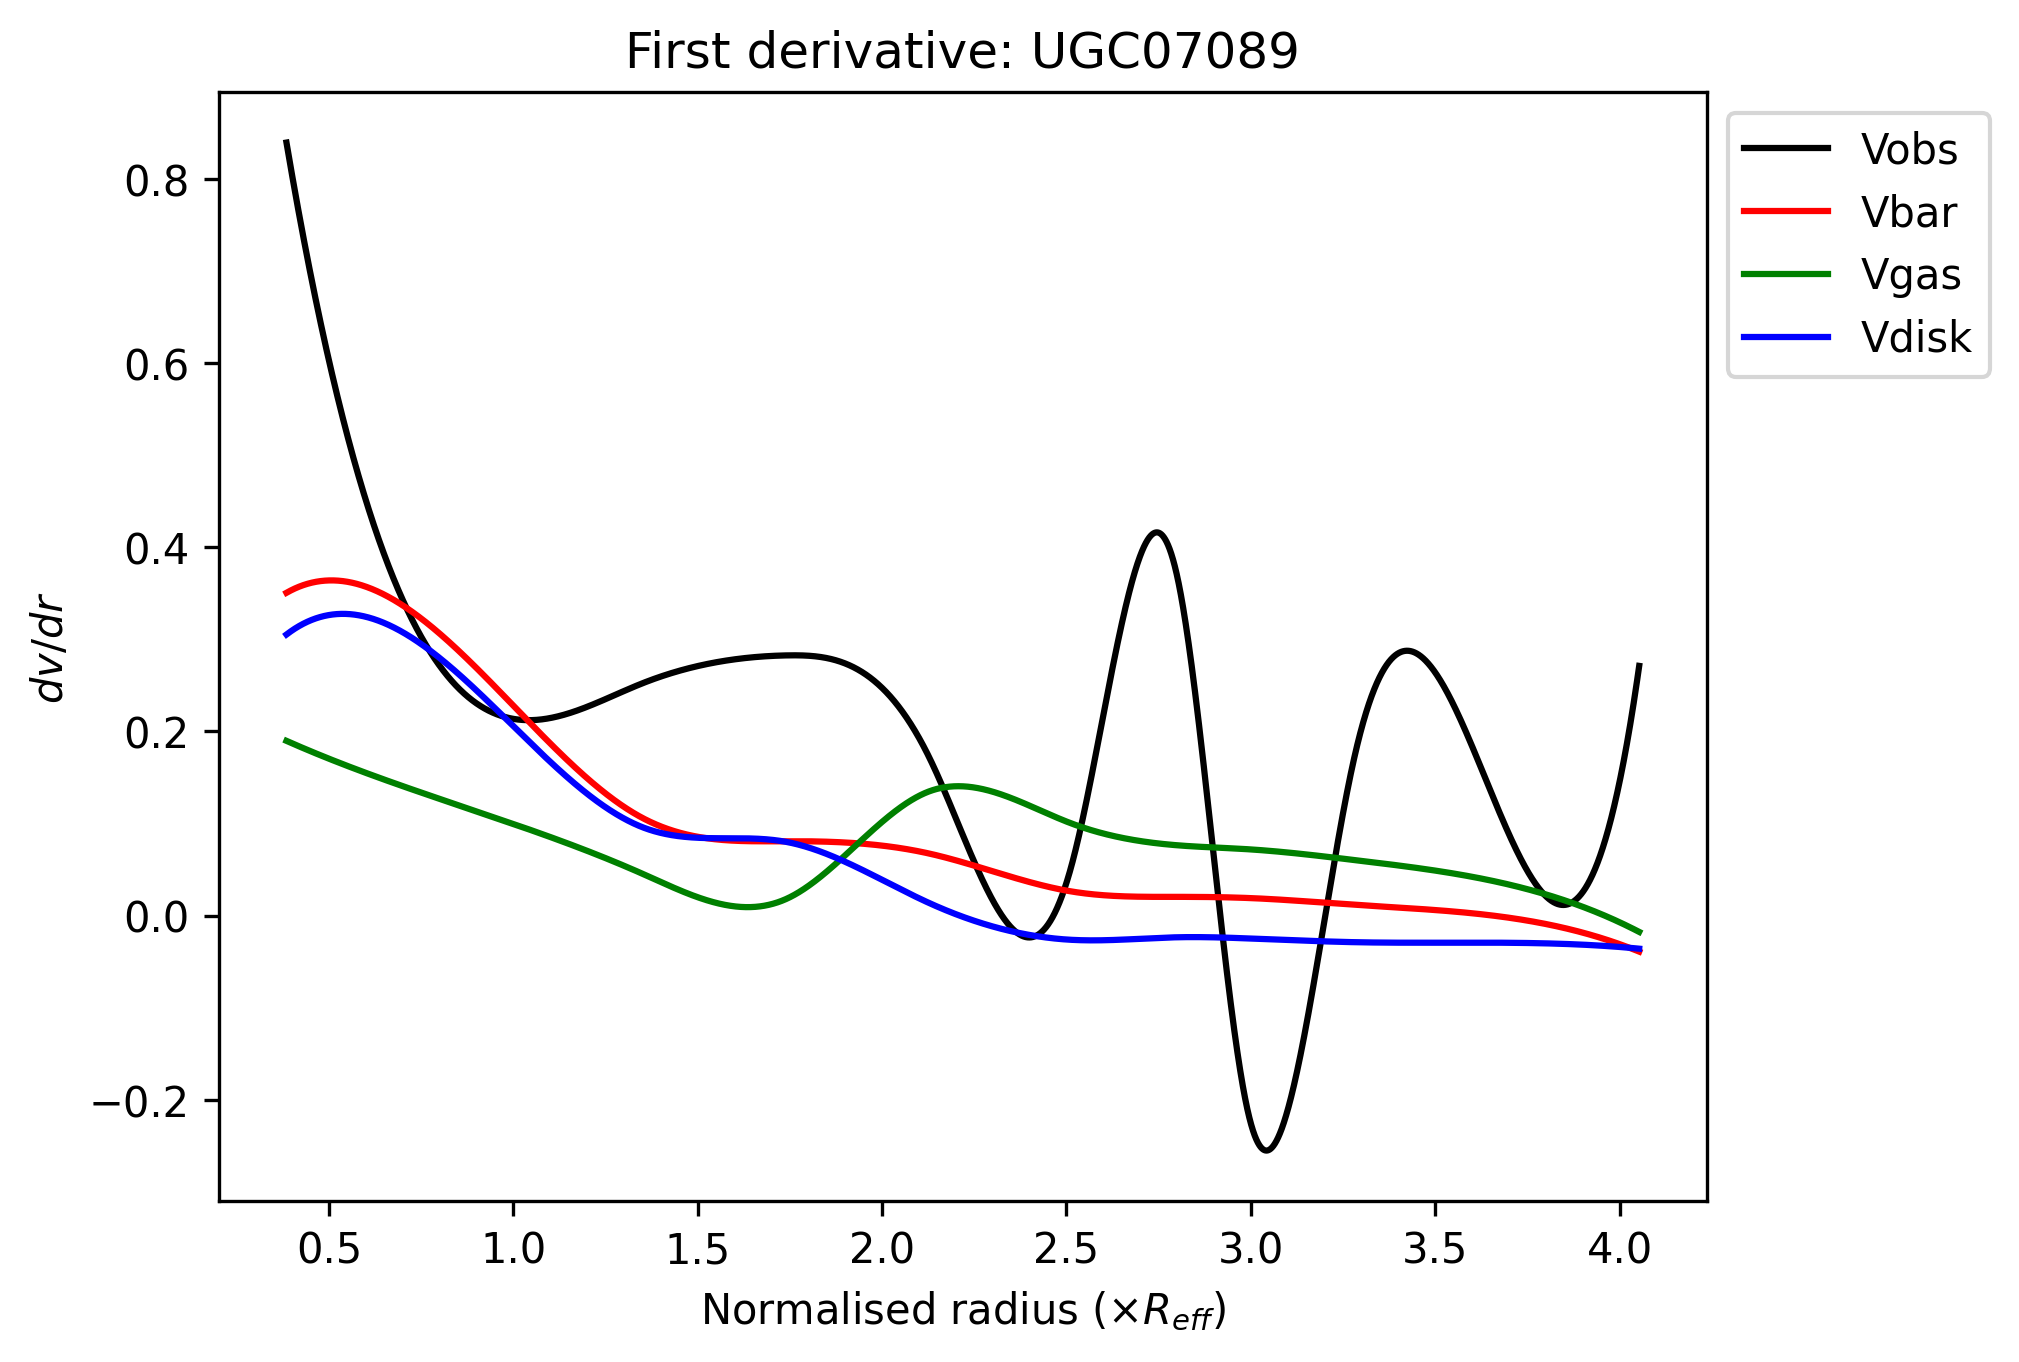 First derivative: UGC07089
Vobs
Vbar
Vgas
Vdisk
0.8
0.6
0.4
0.2
0.0
−0.2
dv/dr
0.5 1.0 1.5 2.0 2.5 3.0 3.5 4.0
Normalised radius (×R_eff)